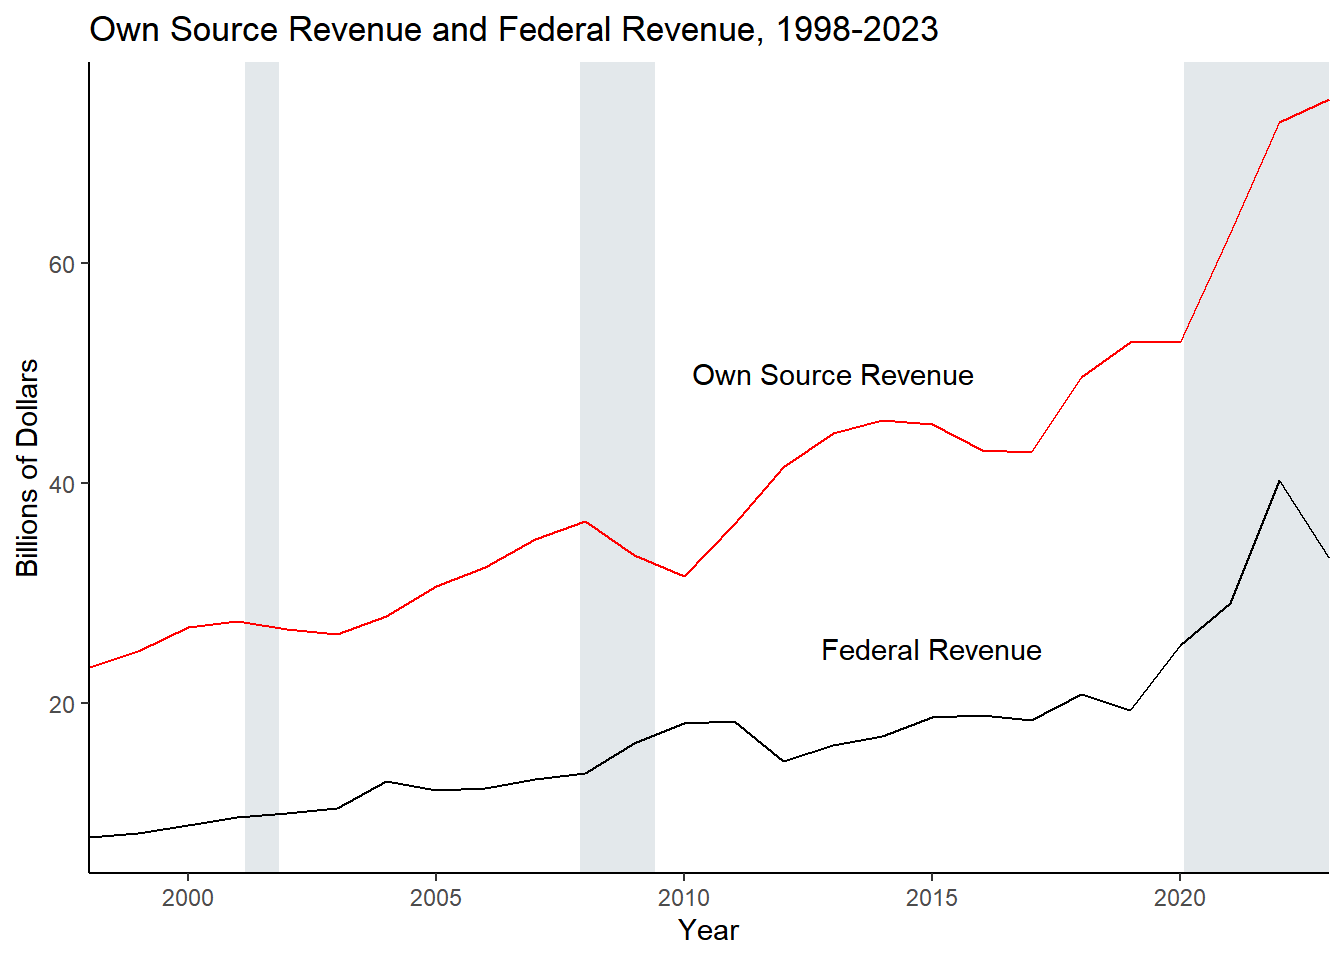 Own Source Revenue and Federal Revenue, 1998-2023
Billions of Dollars
60
40
20
Own Source Revenue
Federal Revenue
2000
2005
2010
2015
2020
Year